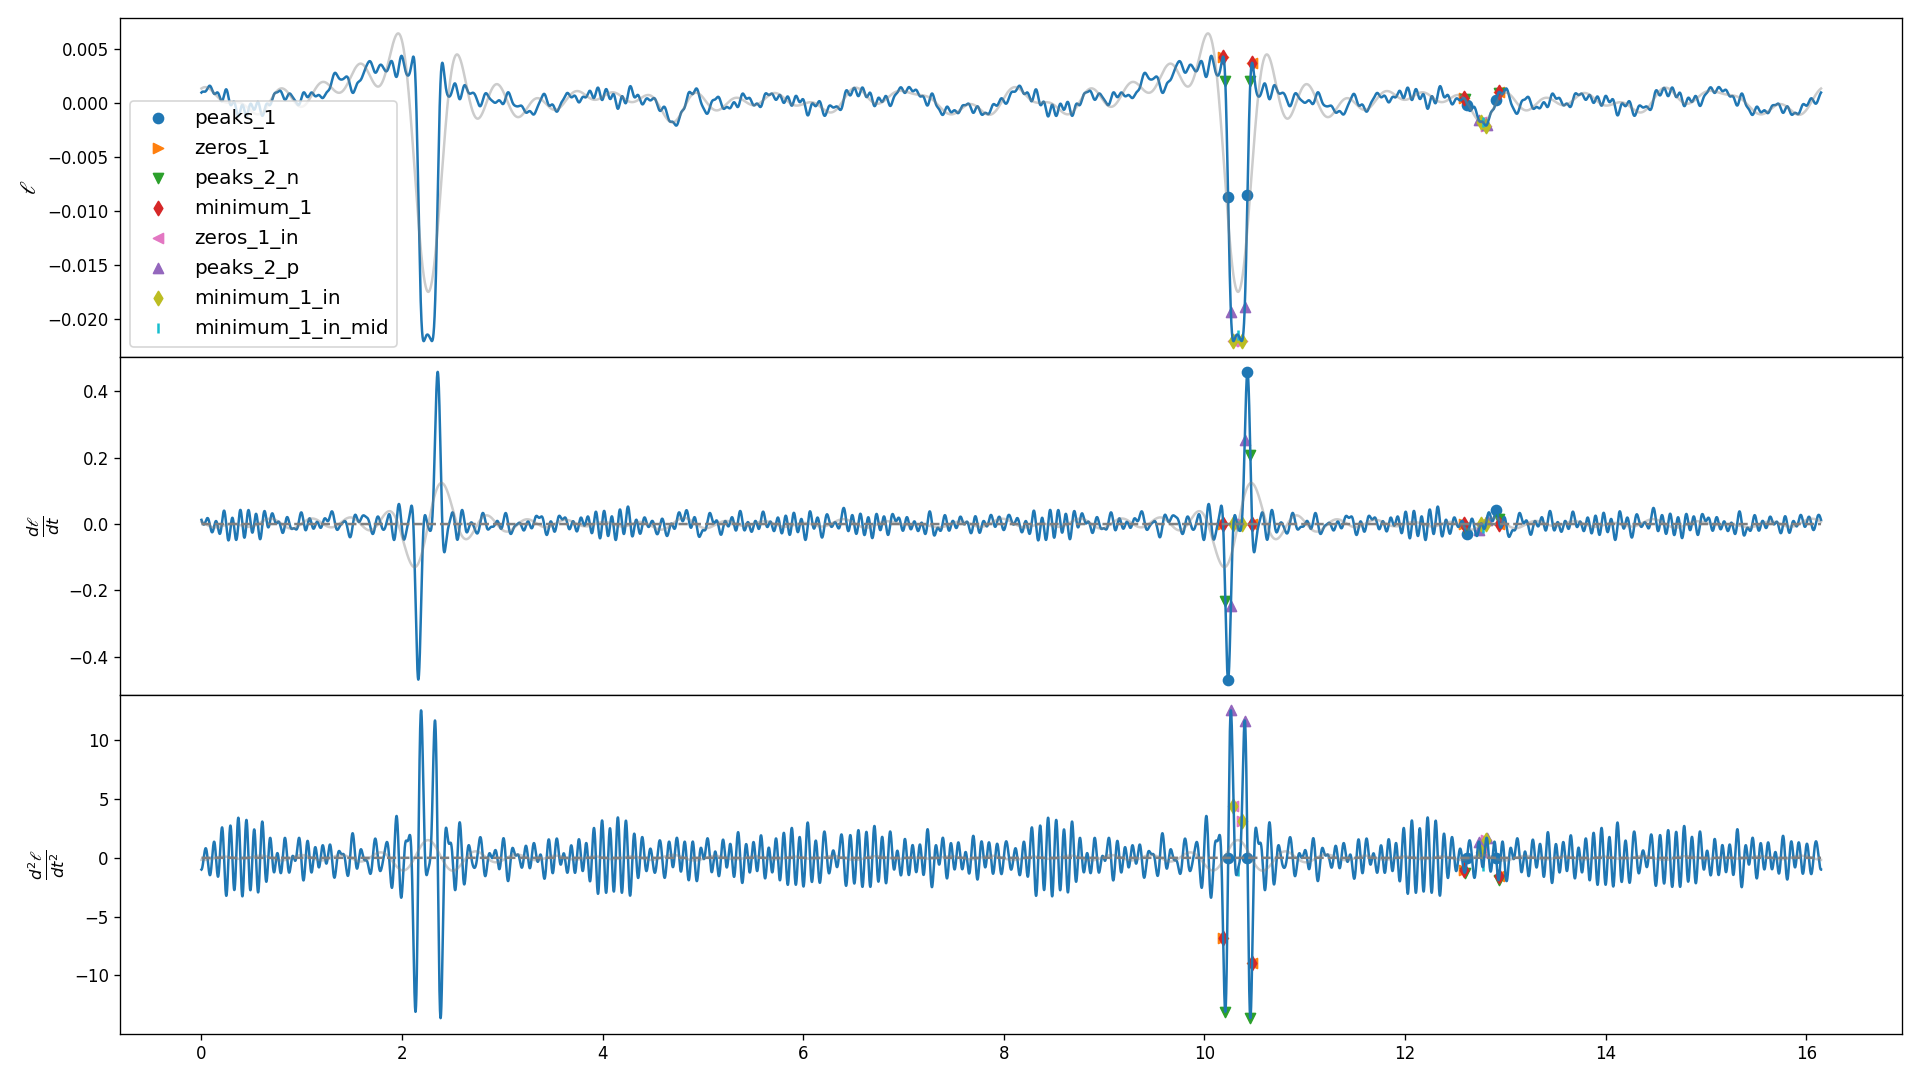 0.005
0.000
−0.005
−0.010
−0.015
−0.020
ℓ
peaks_1
zeros_1
peaks_2_n
minimum_1
zeros_1_in
peaks_2_p
minimum_1_in
minimum_1_in_mid
0.4
0.2
0.0
−0.2
−0.4
dℓ
dt
10
5
0
−5
−10
d²ℓ
dt²
0 2 4 6 8 10 12 14 16